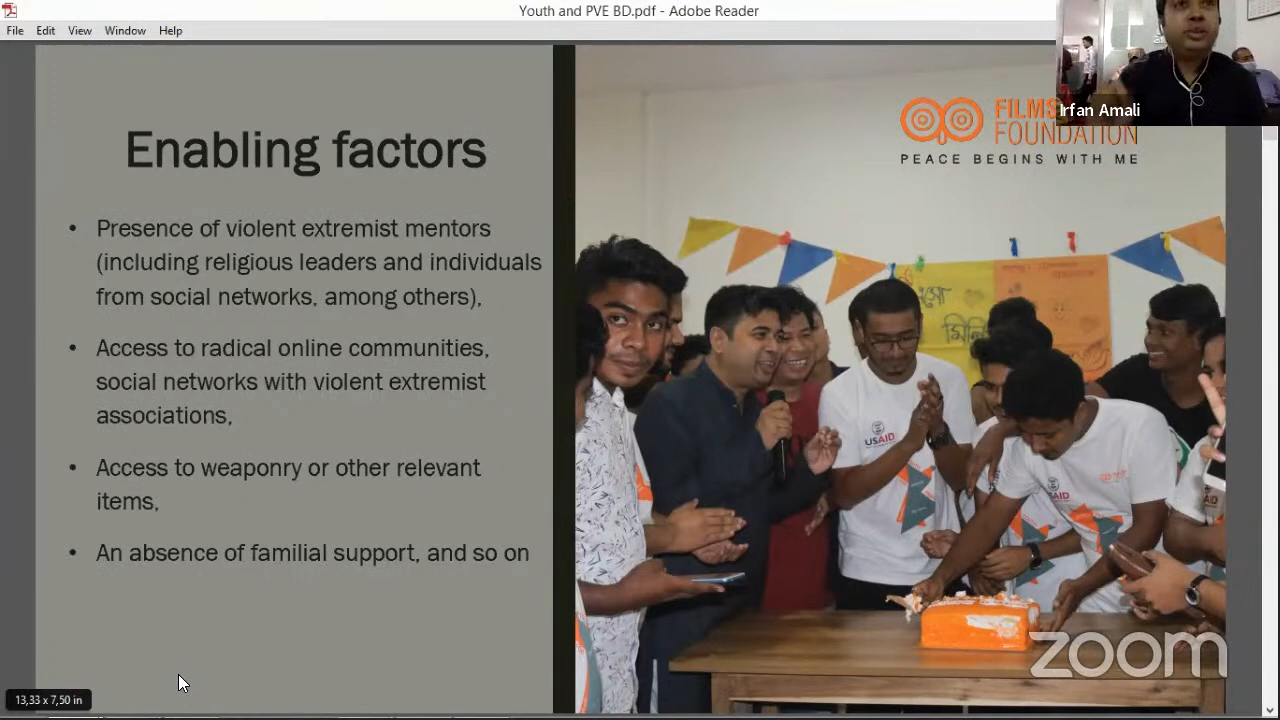 Youth and PVE BD.pdf - Adobe Reader
File Edit View Window Help
Irfan Amali
FILMS
FOUNDATION
PEACE BEGINS WITH ME
Enabling factors
• Presence of violent extremist mentors
(including religious leaders and individuals
from social networks, among others),
• Access to radical online communities,
social networks with violent extremist
associations,
• Access to weaponry or other relevant
items,
• An absence of familial support, and so on
এসো
USAID
USAID
zoom
13,33 x 7,50 in